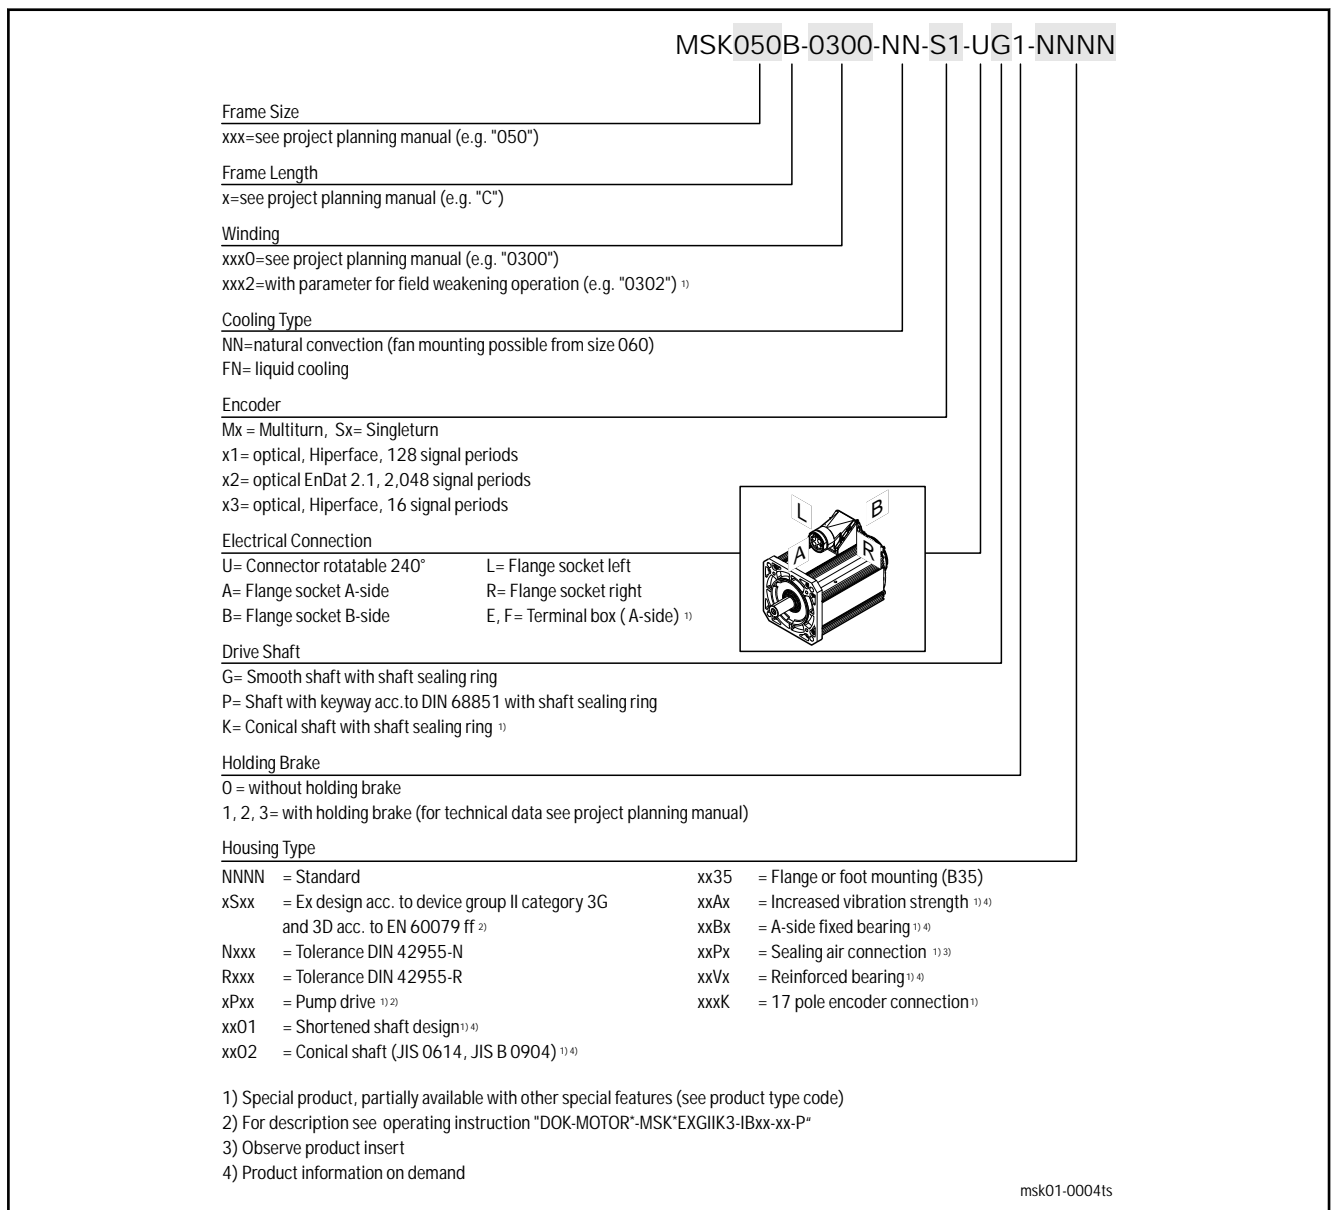 MSK050B-0300-NN-S1-UG1-NNNN
Frame Size
xxx=see project planning manual (e.g. "050")
Frame Length
x=see project planning manual (e.g. "C")
Winding
xxx0=see project planning manual (e.g. "0300")
xxx2=with parameter for field weakening operation (e.g. "0302") 1)
Cooling Type
NN=natural convection (fan mounting possible from size 060)
FN= liquid cooling
Encoder
Mx = Multiturn, Sx= Singleturn
x1= optical, Hiperface, 128 signal periods
x2= optical EnDat 2.1, 2,048 signal periods
x3= optical, Hiperface, 16 signal periods
L B
A R
Electrical Connection
U= Connector rotatable 240° L= Flange socket left
A= Flange socket A-side R= Flange socket right
B= Flange socket B-side E, F= Terminal box ( A-side) 1)
Drive Shaft
G= Smooth shaft with shaft sealing ring
P= Shaft with keyway acc.to DIN 68851 with shaft sealing ring
K= Conical shaft with shaft sealing ring 1)
Holding Brake
0 = without holding brake
1, 2, 3= with holding brake (for technical data see project planning manual)
Housing Type
NNNN = Standard xx35 = Flange or foot mounting (B35)
xSxx = Ex design acc. to device group II category 3G xxAx = Increased vibration strength 1) 4)
and 3D acc. to EN 60079 ff 2) xxBx = A-side fixed bearing 1) 4)
Nxxx = Tolerance DIN 42955-N xxPx = Sealing air connection 1) 3)
Rxxx = Tolerance DIN 42955-R xxVx = Reinforced bearing 1) 4)
xPxx = Pump drive 1) 2) xxxK = 17 pole encoder connection 1)
xx01 = Shortened shaft design 1) 4)
xx02 = Conical shaft (JIS 0614, JIS B 0904) 1) 4)
1) Special product, partially available with other special features (see product type code)
2) For description see operating instruction "DOK-MOTOR*-MSK*EXGIIK3-IBxx-xx-P“
3) Observe product insert
4) Product information on demand
msk01-0004ts